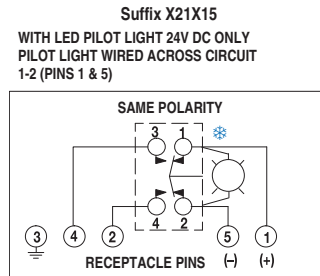 Suffix X21X15
WITH LED PILOT LIGHT 24V DC ONLY
PILOT LIGHT WIRED ACROSS CIRCUIT
1-2 (PINS 1 & 5)
SAME POLARITY
3 1
4 2
3 4 2 5 1
(–) (+)
RECEPTACLE PINS